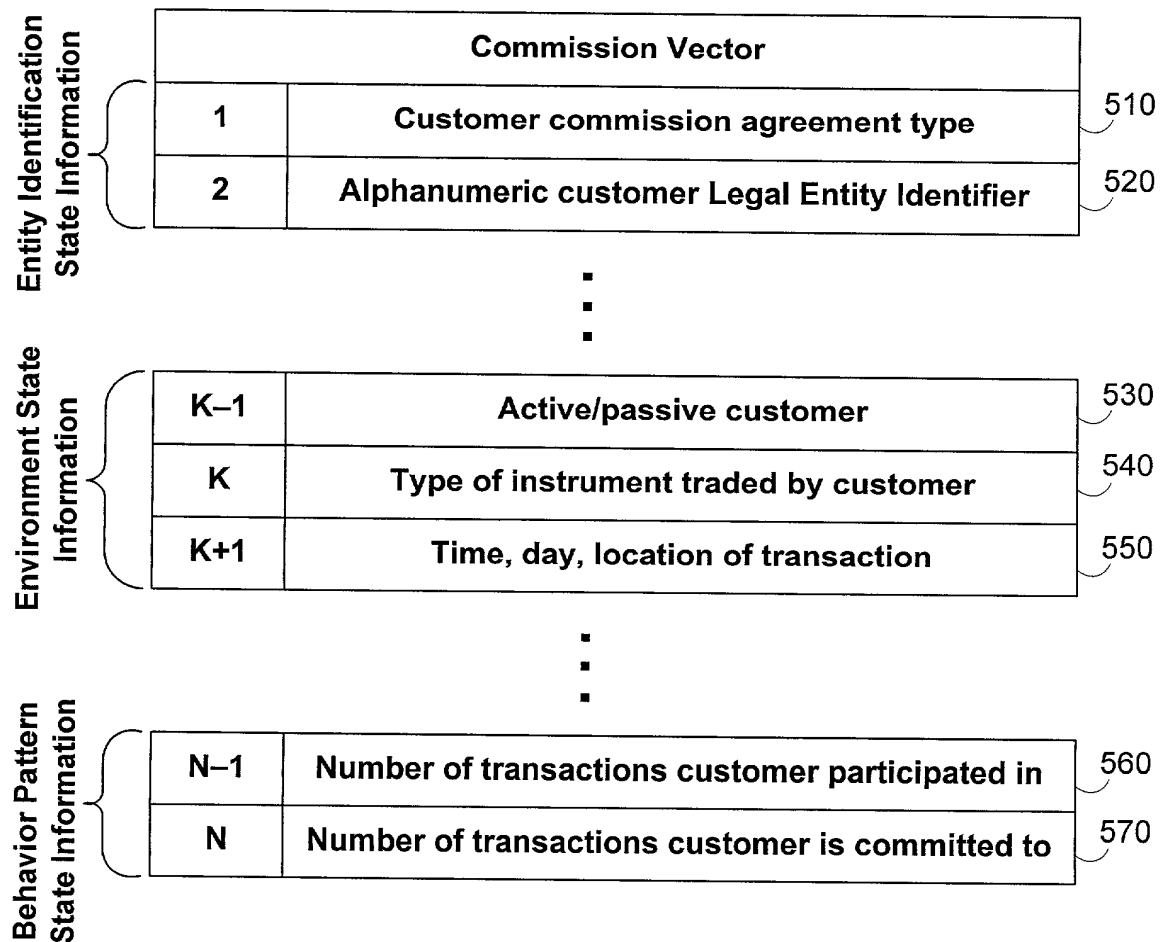 Commission Vector
Entity Identification
State Information
1 Customer commission agreement type 510
2 Alphanumeric customer Legal Entity Identifier 520
Environment State
Information
K–1 Active/passive customer 530
K Type of instrument traded by customer 540
K+1 Time, day, location of transaction 550
Behavior Pattern
State Information
N–1 Number of transactions customer participated in 560
N Number of transactions customer is committed to 570